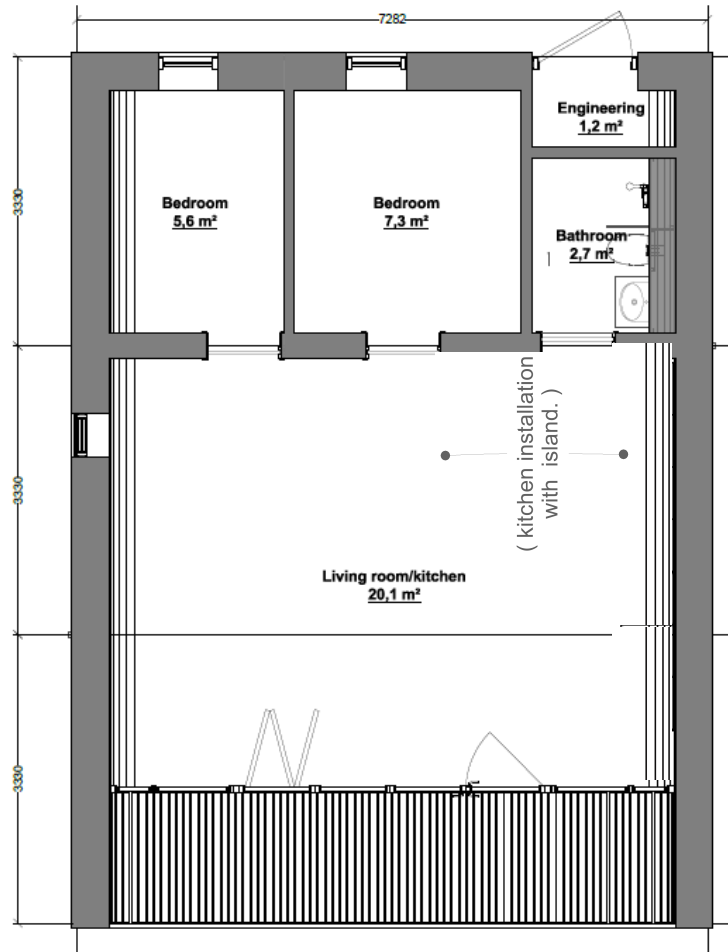 7282
Engineering
1,2 m²
Bedroom
5,6 m²
Bedroom
7,3 m²
3330
Bathroom
2,7 m²
( kitchen installation
with island. )
3330
Living room/kitchen
20,1 m²
3330